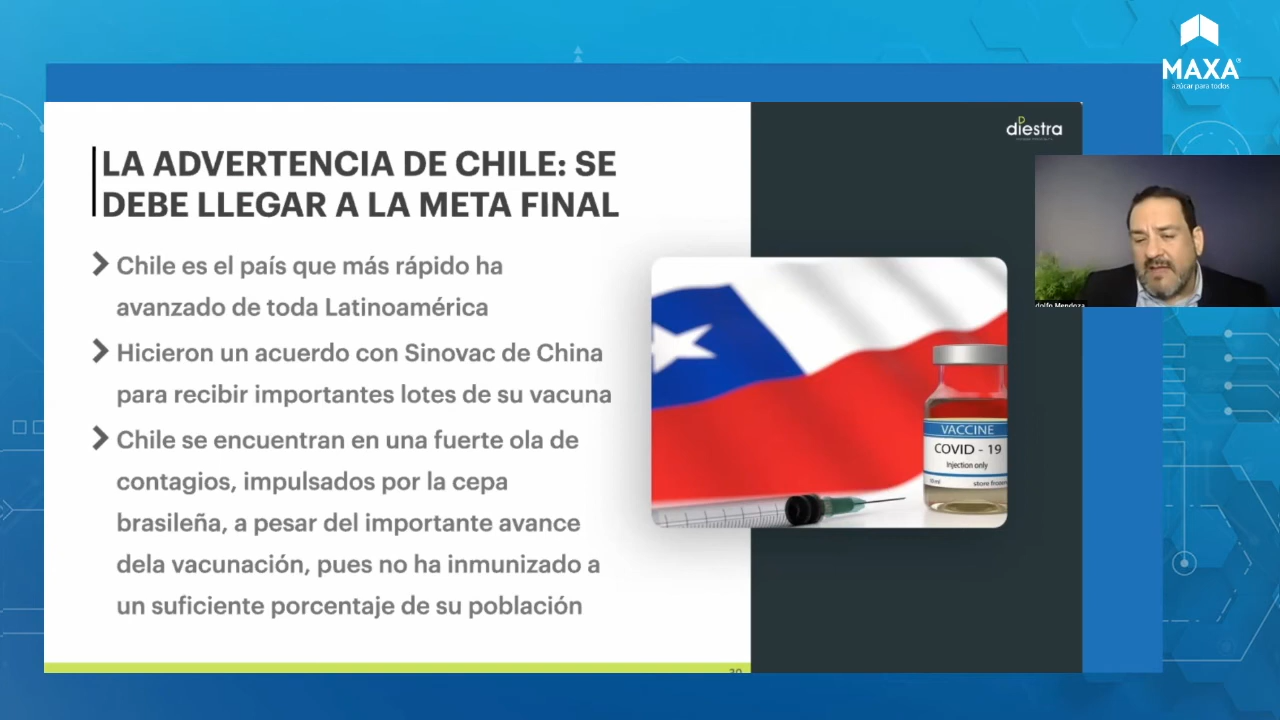 MAXA
azúcar para todos
diestra
LA ADVERTENCIA DE CHILE: SE
DEBE LLEGAR A LA META FINAL
Chile es el país que más rápido ha
avanzado de toda Latinoamérica
Hicieron un acuerdo con Sinovac de China
para recibir importantes lotes de su vacuna
Chile se encuentran en una fuerte ola de
contagios, impulsados por la cepa
brasileña, a pesar del importante avance
dela vacunación, pues no ha inmunizado a
un suficiente porcentaje de su población
VACCINE
COVID - 19
Injection only
store frozen
dolfo Mendoza